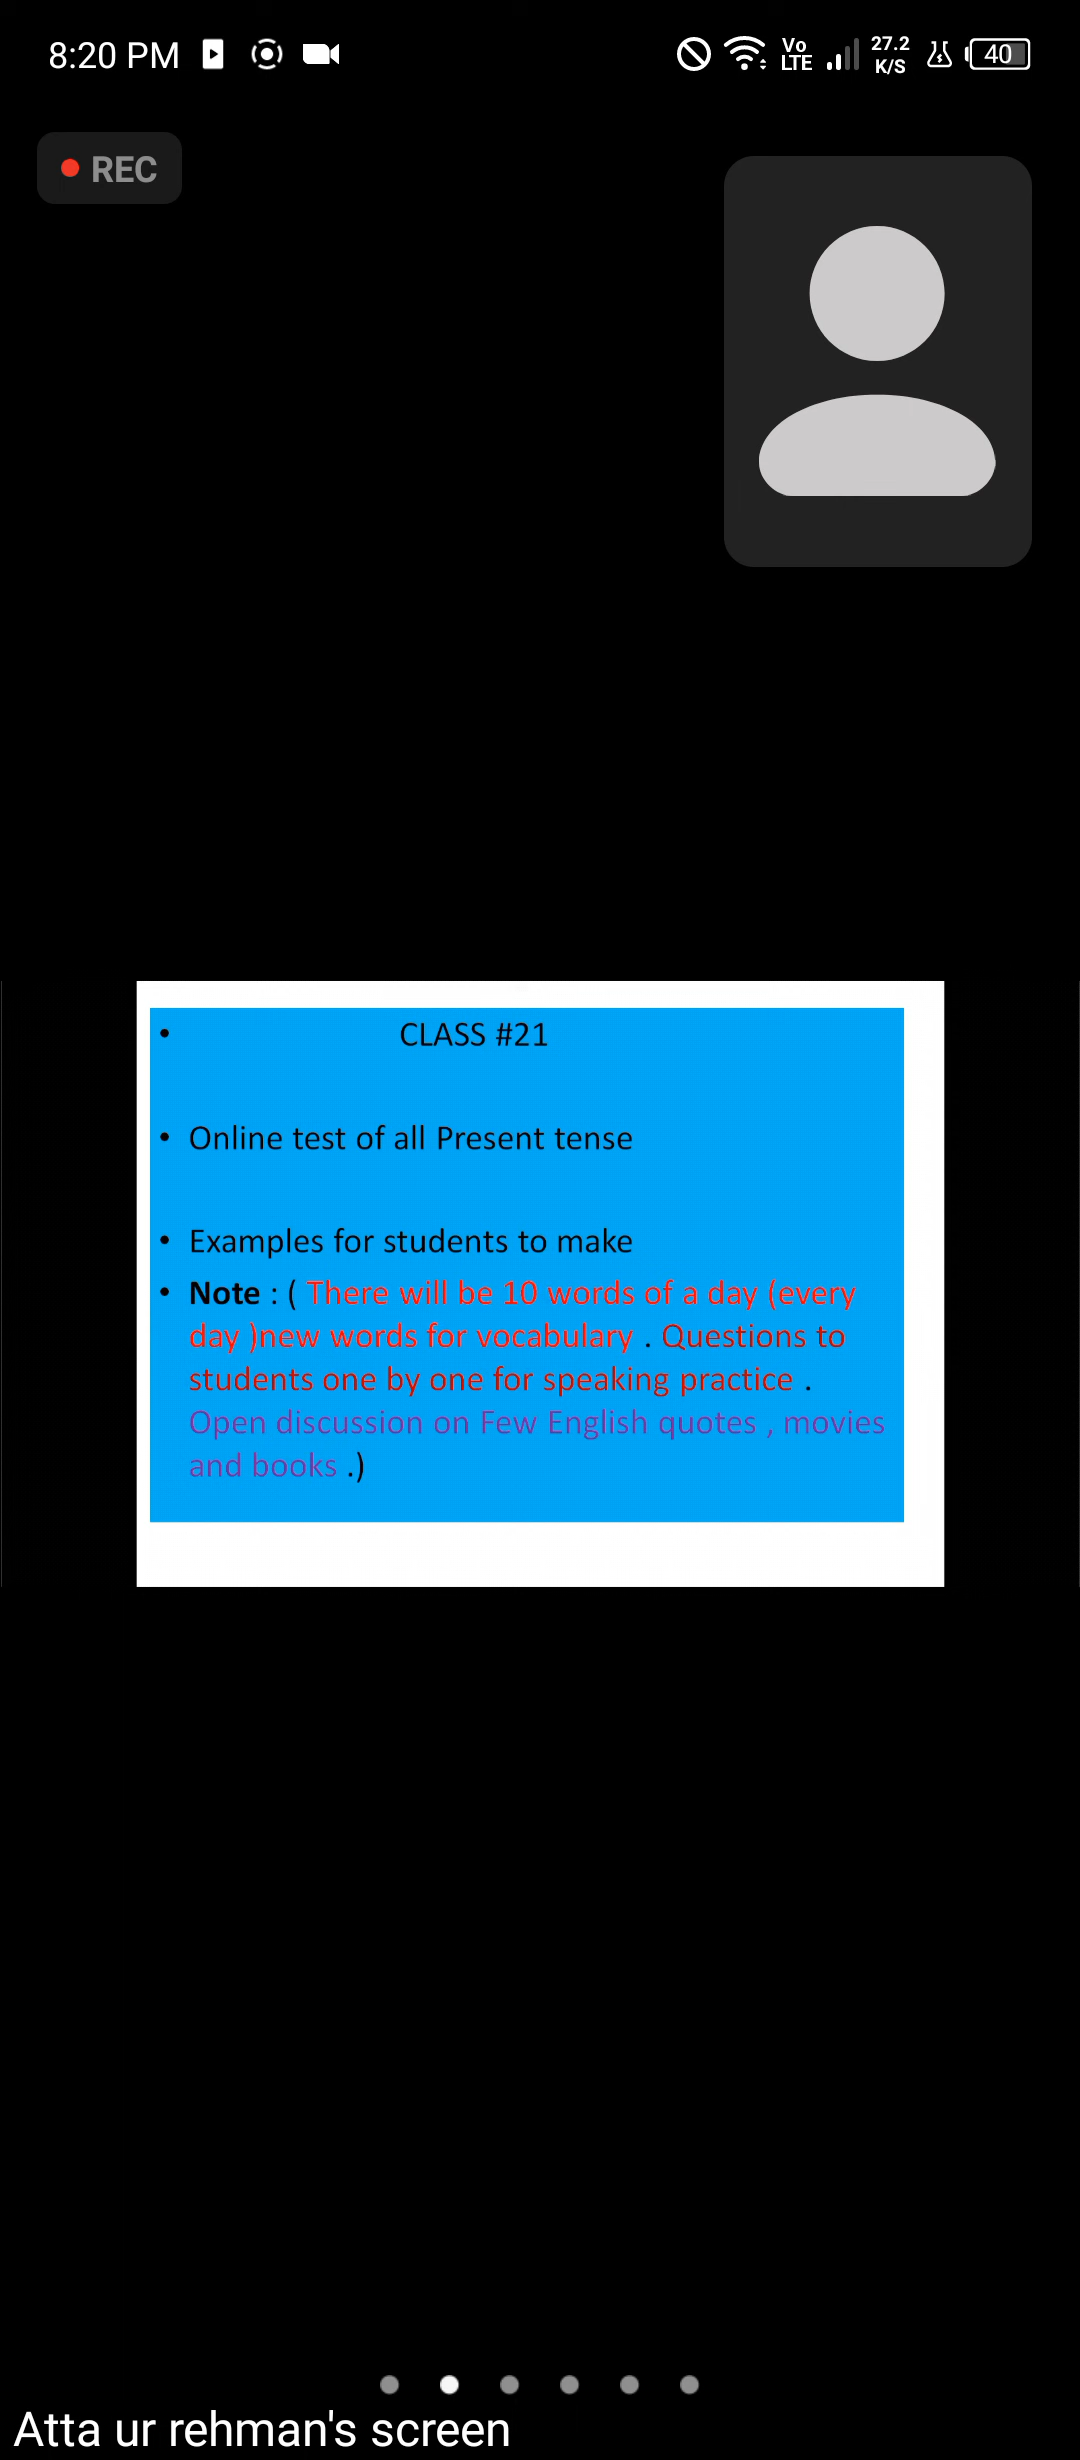 8:20 PM
Vo
LTE
27.2
K/S
40
REC
• CLASS #21
• Online test of all Present tense
• Examples for students to make
• Note : ( There will be 10 words of a day (every
day )new words for vocabulary . Questions to
students one by one for speaking practice .
Open discussion on Few English quotes , movies
and books .)
Atta ur rehman's screen